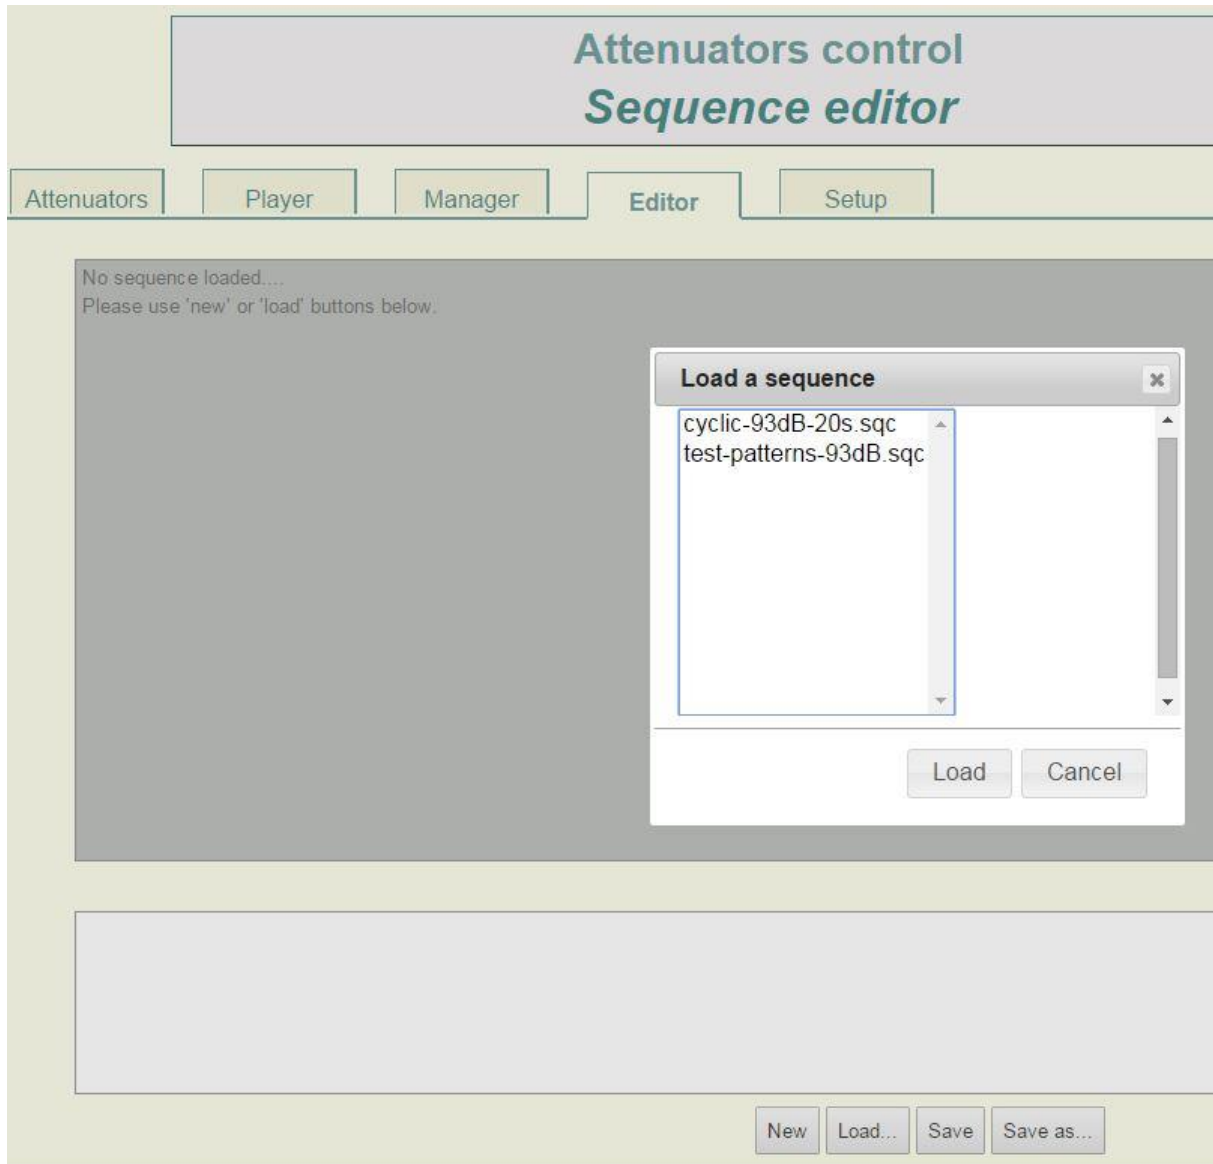 Attenuators control
Sequence editor
Attenuators
Player
Manager
Editor
Setup
No sequence loaded....
Please use 'new' or 'load' buttons below.
Load a sequence
cyclic-93dB-20s.sqc
test-patterns-93dB.sqc
Load
Cancel
New
Load...
Save
Save as...